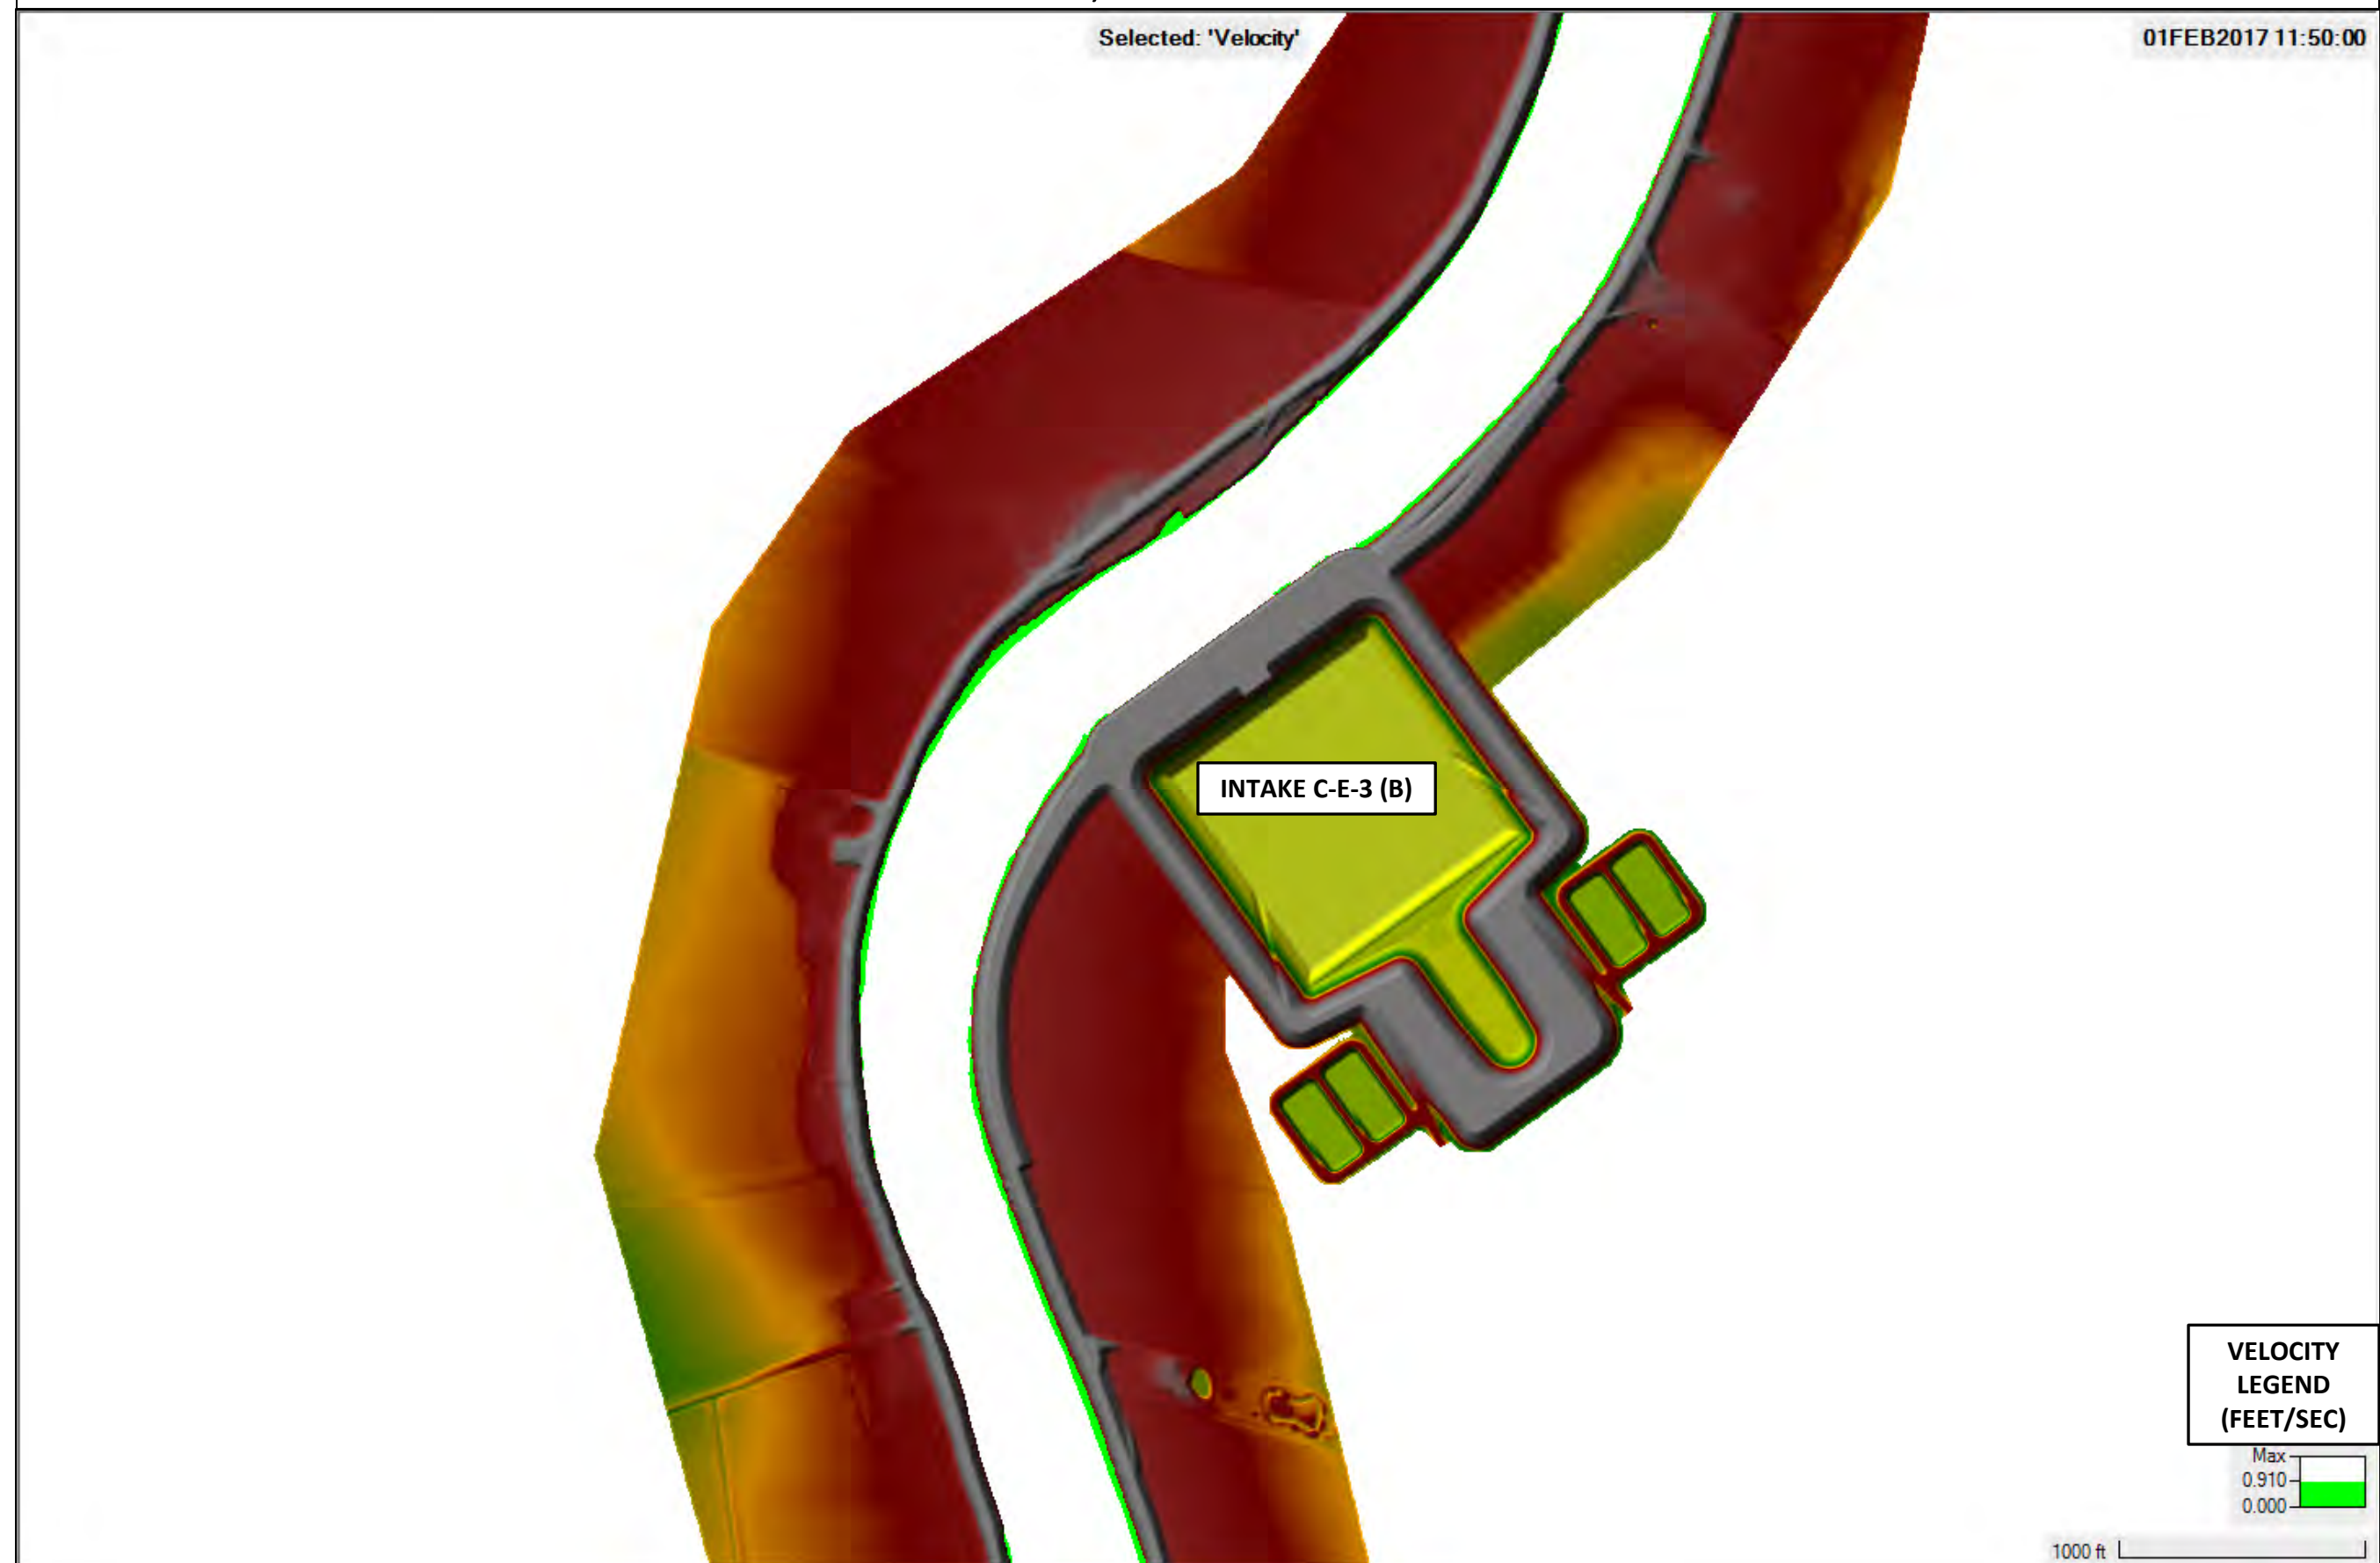 Selected: 'Velocity'
01FEB2017 11:50:00
INTAKE C-E-3 (B)
VELOCITY
LEGEND
(FEET/SEC)
Max
0.910
0.000
1000 ft